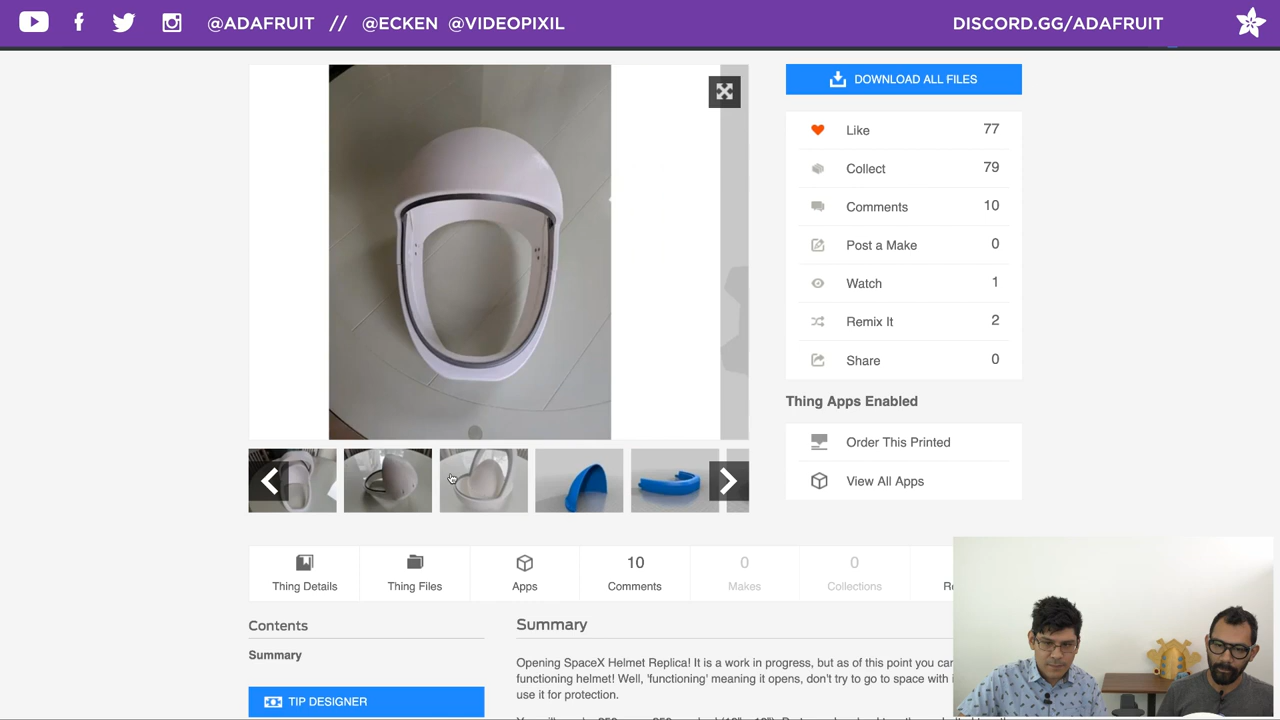 @ADAFRUIT // @ECKEN @VIDEOPIXIL
DISCORD.GG/ADAFRUIT
DOWNLOAD ALL FILES
Like 77
Collect 79
Comments 10
Post a Make 0
Watch 1
Remix It 2
Share 0
Thing Apps Enabled
Order This Printed
View All Apps
Thing Details
Thing Files
Apps
10
Comments
0
Makes
0
Collections
Contents
Summary
TIP DESIGNER
Summary
Opening SpaceX Helmet Replica! It is a work in progress, but as of this point you can
functioning helmet! Well, 'functioning' meaning it opens, don't try to go to space with
use it for protection.